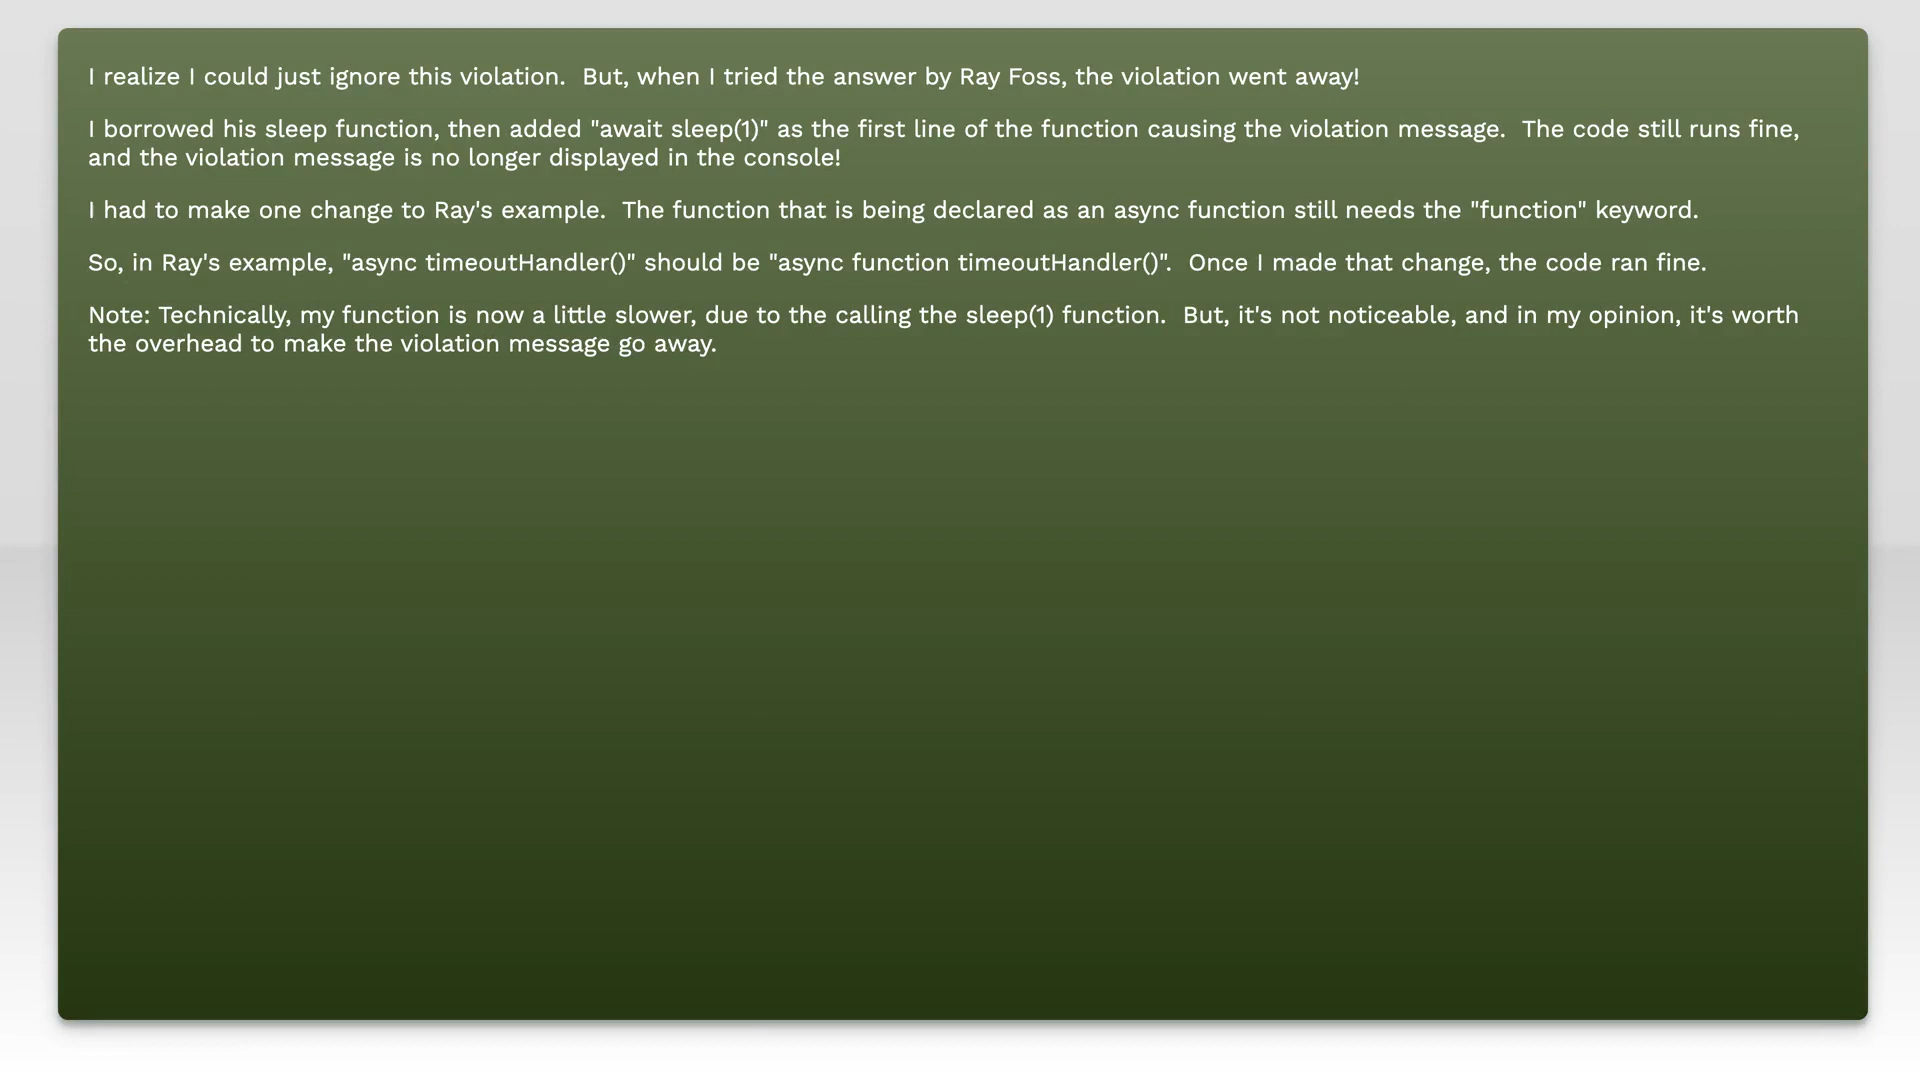 I realize I could just ignore this violation.  But, when I tried the answer by Ray Foss, the violation went away!
I borrowed his sleep function, then added "await sleep(1)" as the first line of the function causing the violation message.  The code still runs fine,
and the violation message is no longer displayed in the console!
I had to make one change to Ray's example.  The function that is being declared as an async function still needs the "function" keyword.
So, in Ray's example, "async timeoutHandler()" should be "async function timeoutHandler()".  Once I made that change, the code ran fine.
Note: Technically, my function is now a little slower, due to the calling the sleep(1) function.  But, it's not noticeable, and in my opinion, it's worth
the overhead to make the violation message go away.